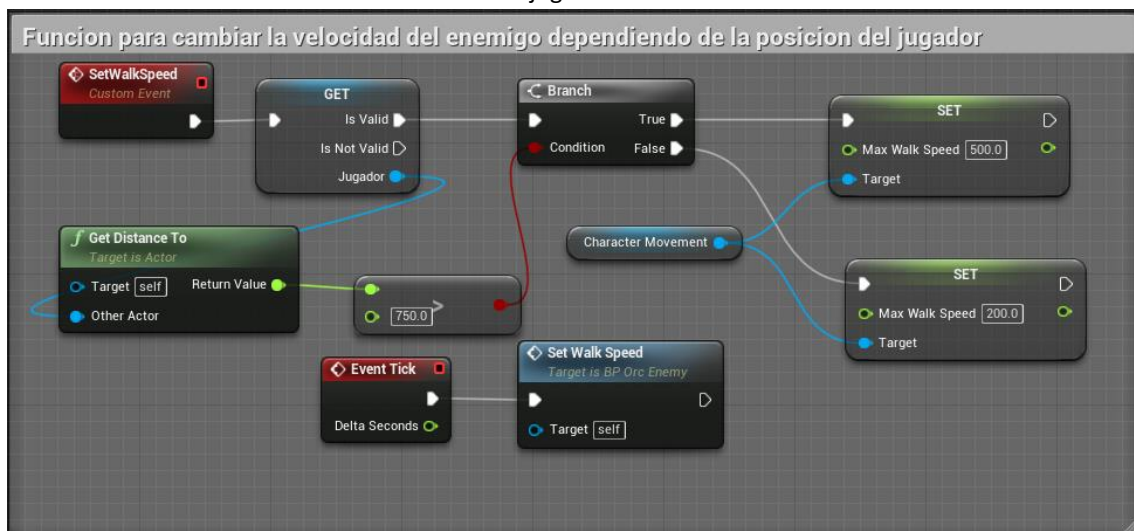 Funcion para cambiar la velocidad del enemigo dependiendo de la posicion del jugador
SetWalkSpeed
Custom Event
GET
Is Valid
Is Not Valid
Jugador
Branch
True
Condition
False
SET
Max Walk Speed 500.0
Target
Get Distance To
Target is Actor
Target self
Return Value
Other Actor
>
750.0
Character Movement
SET
Max Walk Speed 200.0
Target
Event Tick
Delta Seconds
Set Walk Speed
Target is BP Orc Enemy
Target self